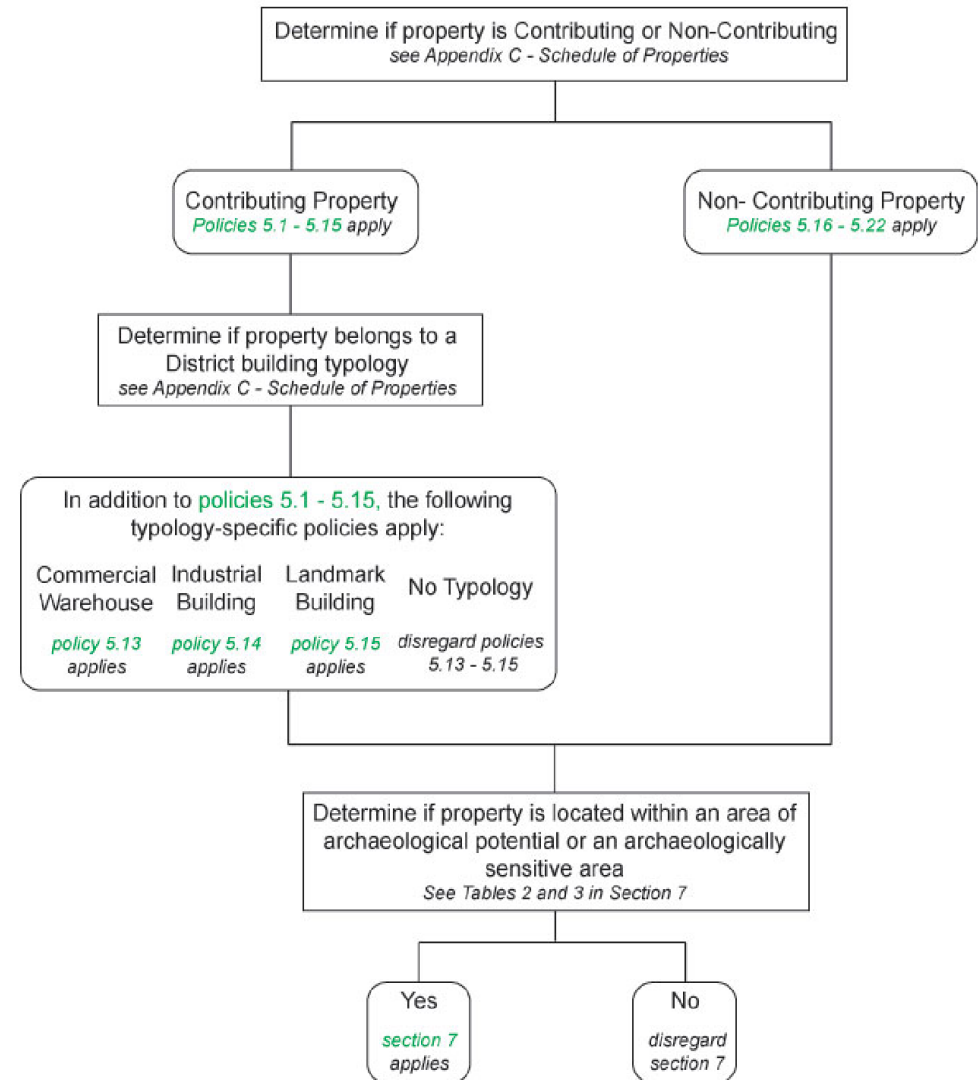 Determine if property is Contributing or Non-Contributing
see Appendix C - Schedule of Properties
Contributing Property
Policies 5.1 - 5.15 apply
Non- Contributing Property
Policies 5.16 - 5.22 apply
Determine if property belongs to a
District building typology
see Appendix C - Schedule of Properties
In addition to policies 5.1 - 5.15, the following
typology-specific policies apply:
Commercial
Warehouse
policy 5.13
applies
Industrial
Building
policy 5.14
applies
Landmark
Building
policy 5.15
applies
No Typology
disregard policies
5.13 - 5.15
Determine if property is located within an area of
archaeological potential or an archaeologically
sensitive area
See Tables 2 and 3 in Section 7
Yes
section 7
applies
No
disregard
section 7